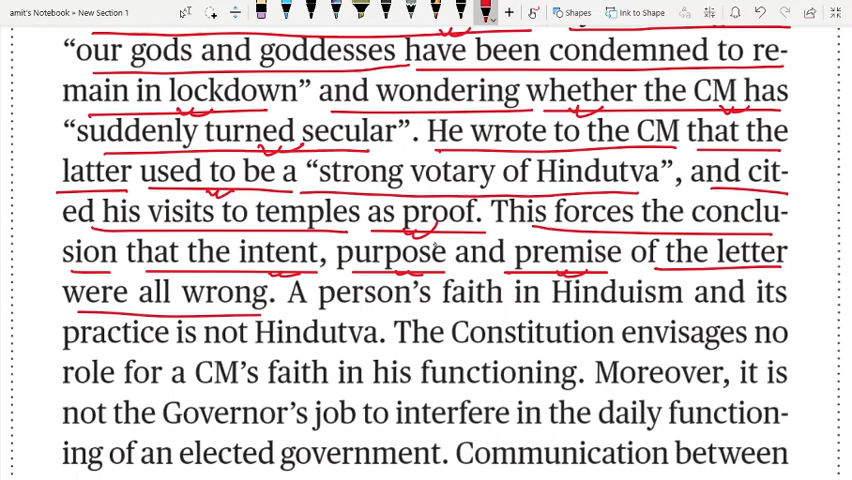 amit's Notebook » New Section 1
Shapes
Ink to Shape
"our gods and goddesses have been condemned to re-
main in lockdown" and wondering whether the CM has
"suddenly turned secular". He wrote to the CM that the
latter used to be a "strong votary of Hindutva", and cit-
ed his visits to temples as proof. This forces the conclu-
sion that the intent, purpose and premise of the letter
were all wrong. A person's faith in Hinduism and its
practice is not Hindutva. The Constitution envisages no
role for a CM's faith in his functioning. Moreover, it is
not the Governor's job to interfere in the daily function-
ing of an elected government. Communication between